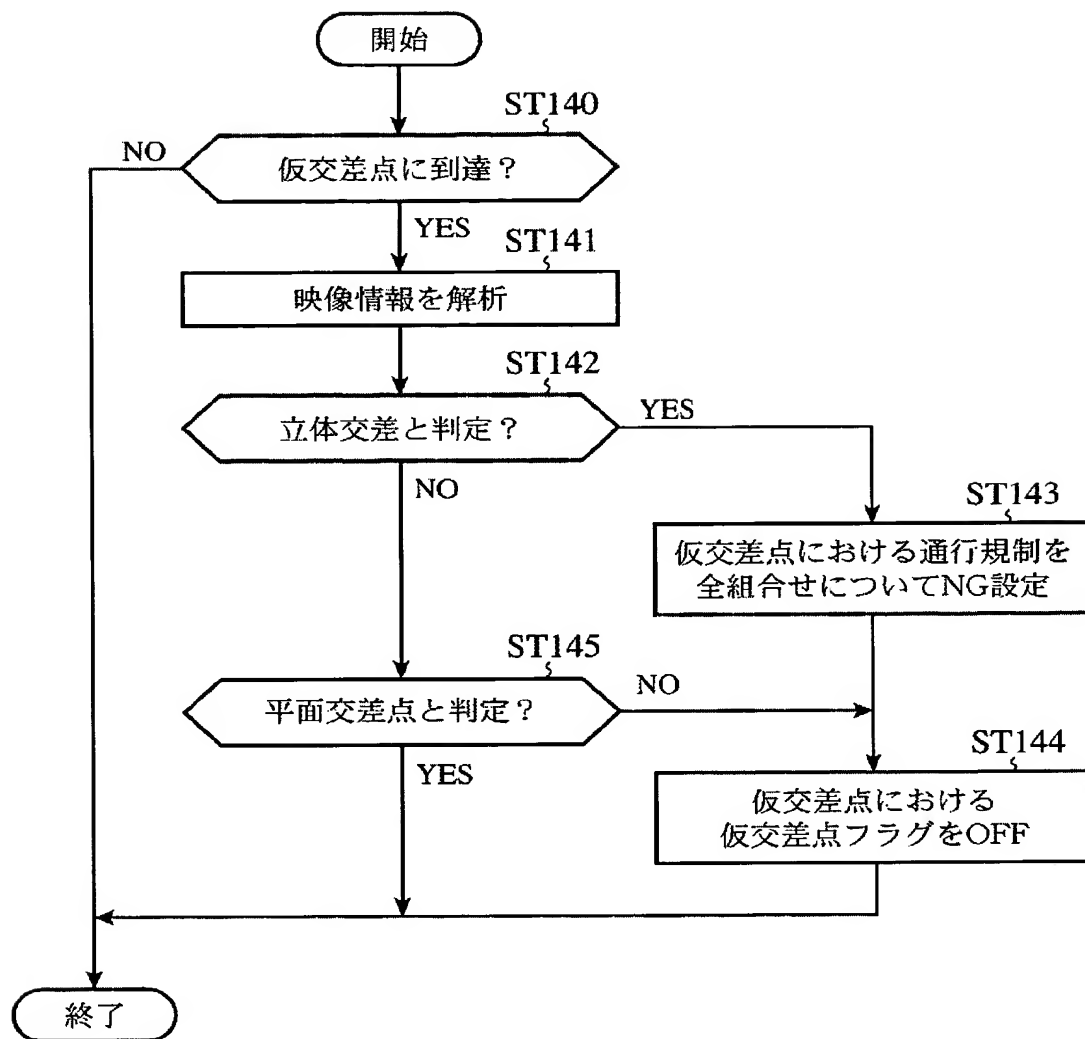 開始
ST140
NO
仮交差点に到達？
YES
ST141
映像情報を解析
ST142
立体交差と判定？
YES
NO
ST143
仮交差点における通行規制を
全組合せについてNG設定
ST145
平面交差点と判定？
NO
YES
ST144
仮交差点における
仮交差点フラグをOFF
終了